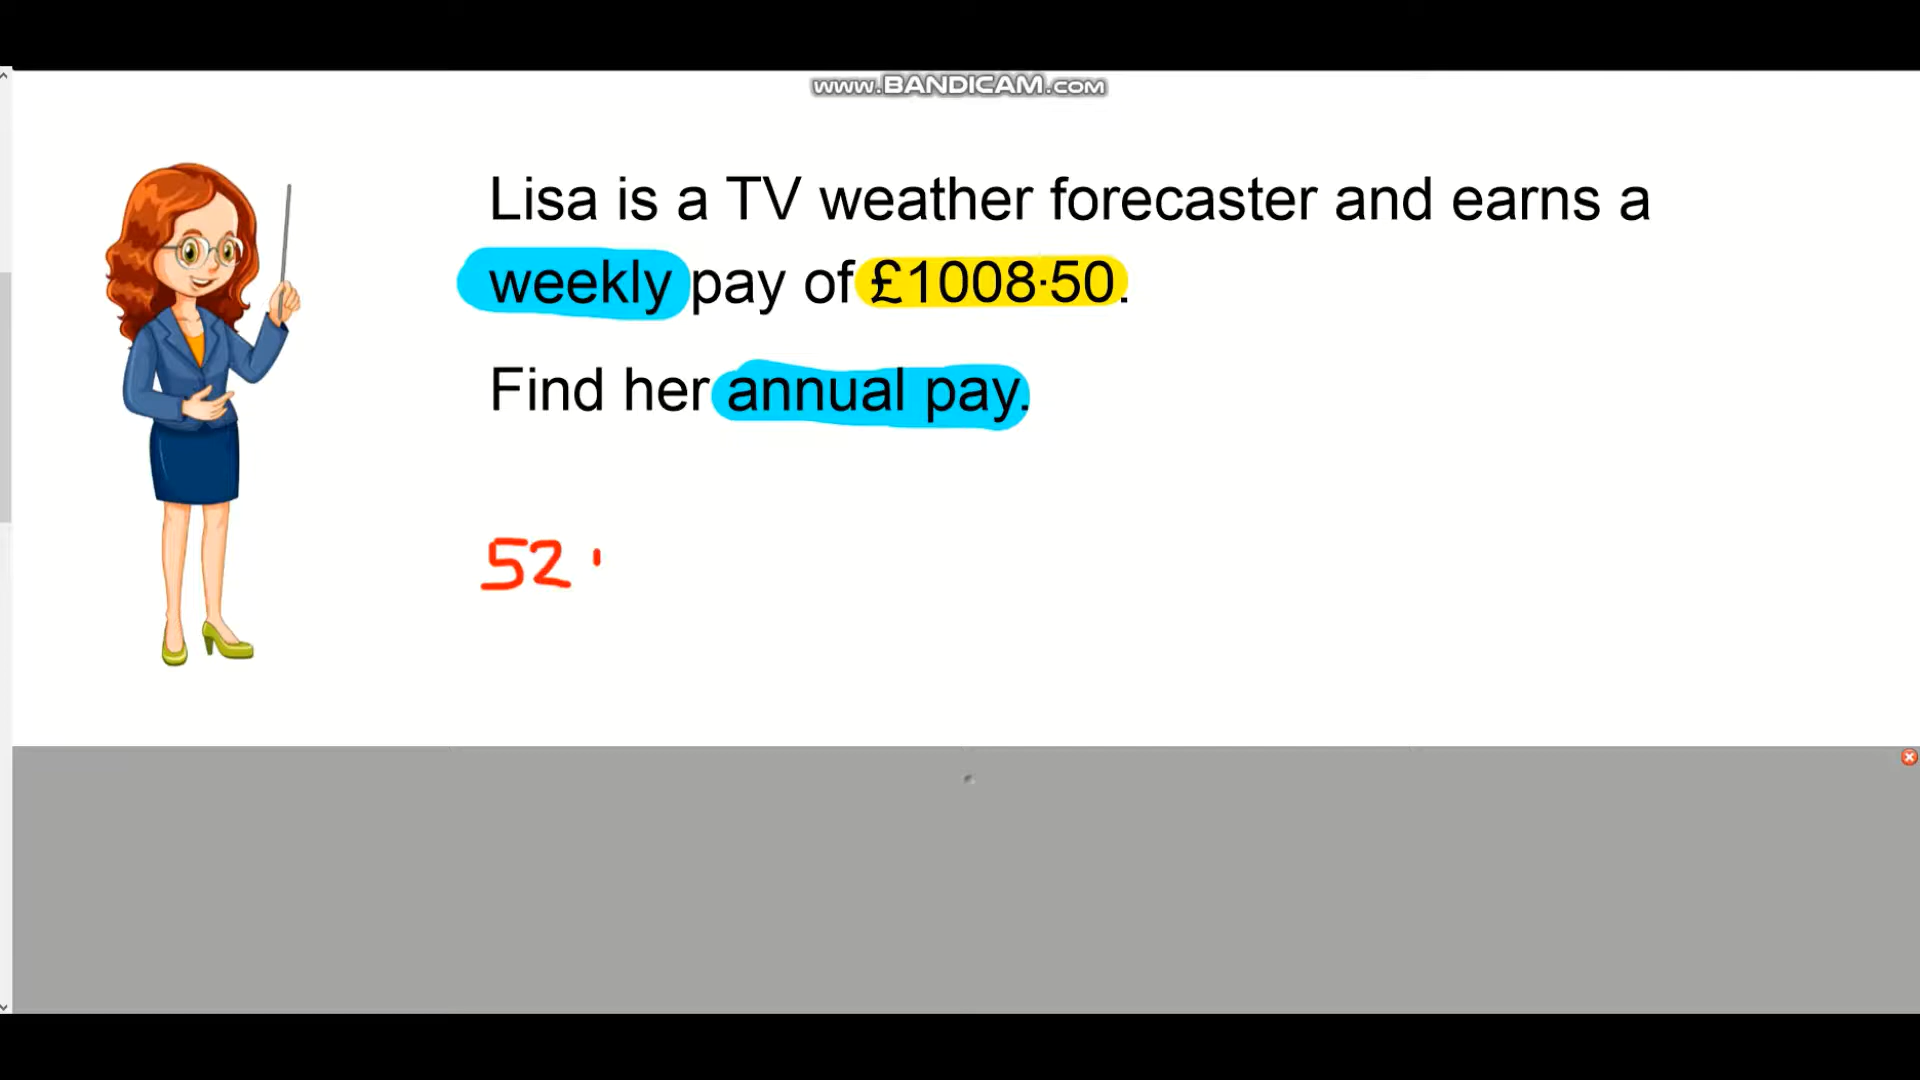 www.BANDICAM.com
Lisa is a TV weather forecaster and earns a
weekly pay of £1008·50.
Find her annual pay.
52